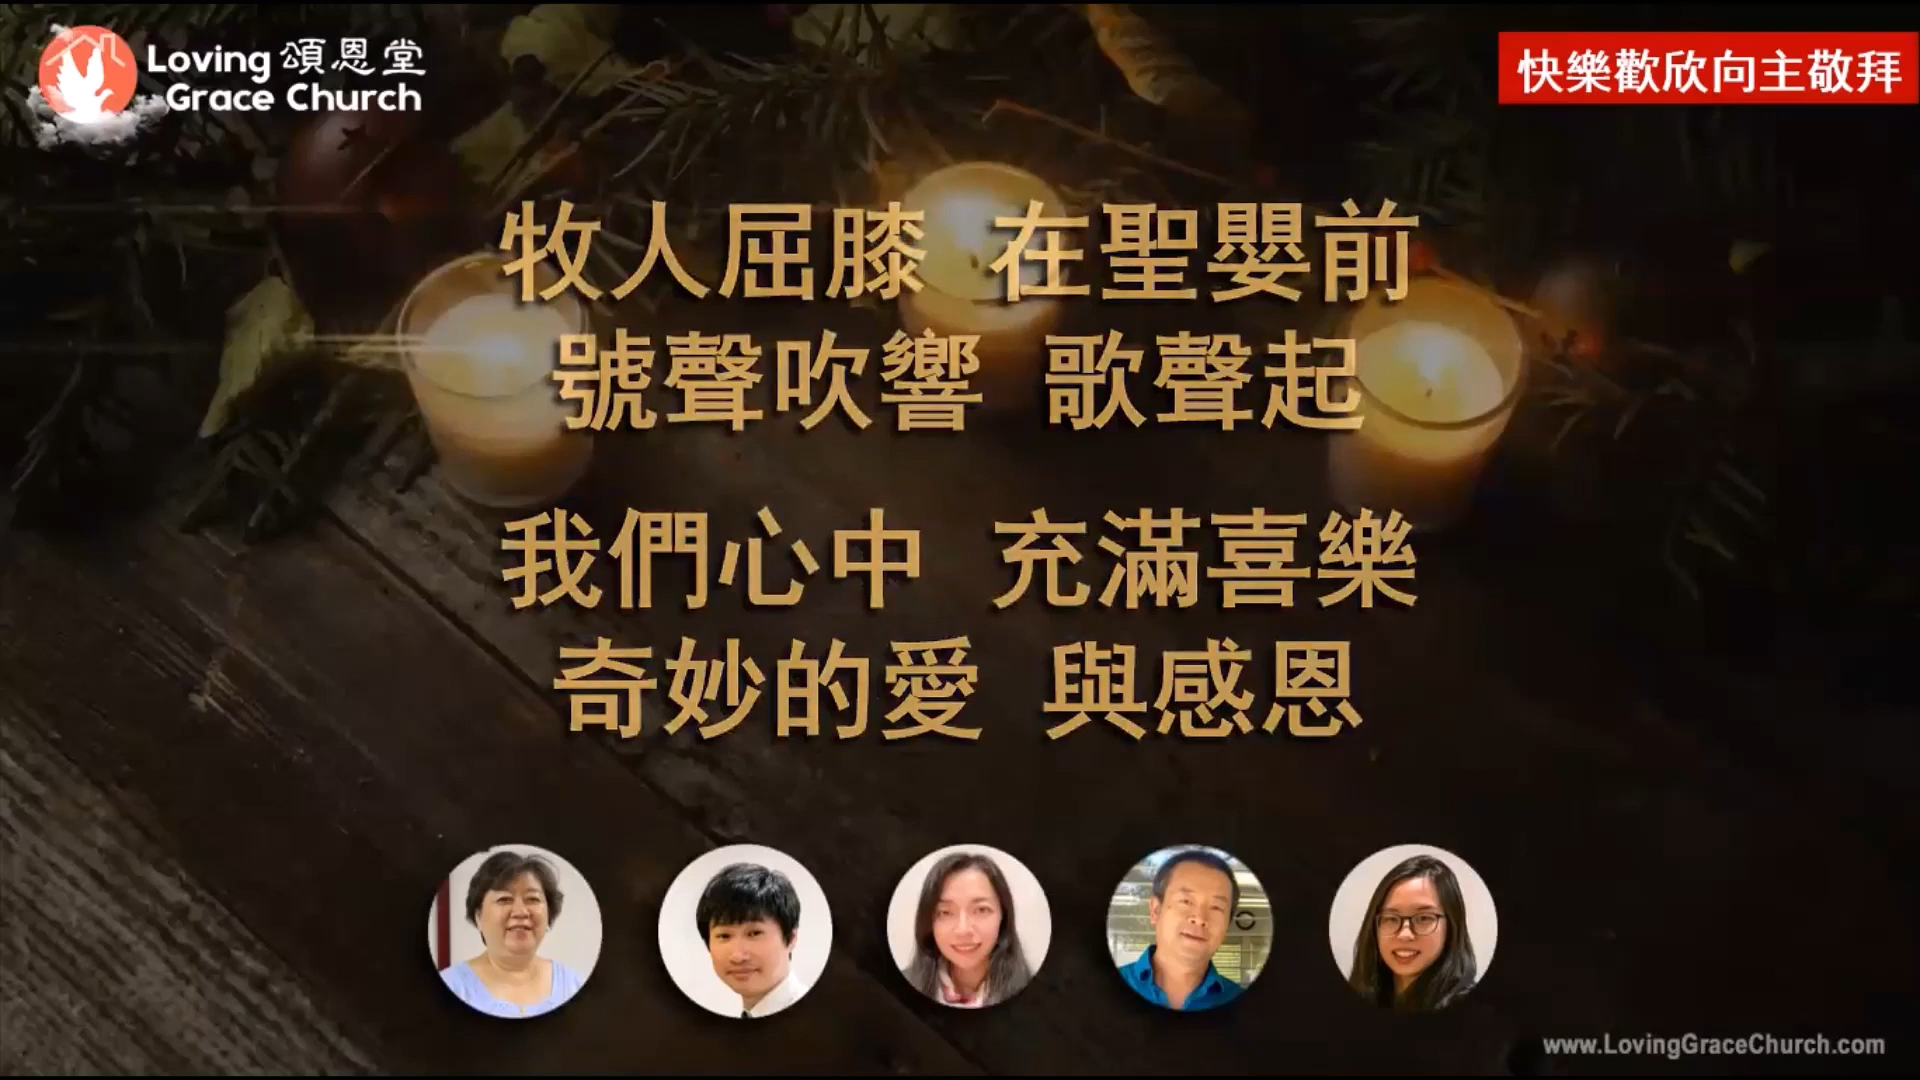 Loving 頌恩堂
Grace Church
快樂歡欣向主敬拜
牧人屈膝 在聖嬰前
號聲吹響 歌聲起
我們心中 充滿喜樂
奇妙的愛 與感恩
www.LovingGraceChurch.com